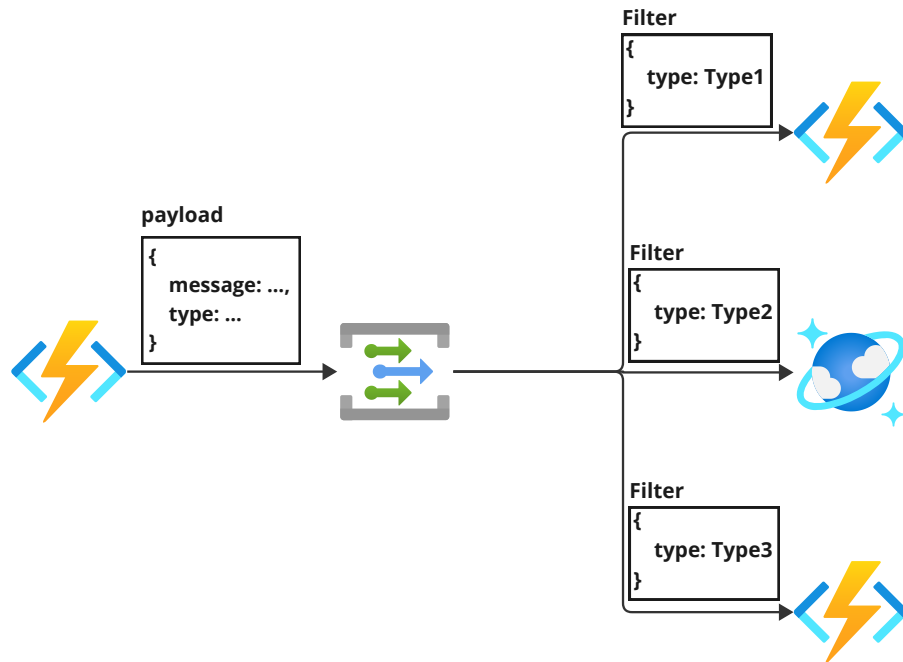 Filter
{
type: Type1
}
payload
{
message: ...,
type: ...
}
Filter
{
type: Type2
}
Filter
{
type: Type3
}